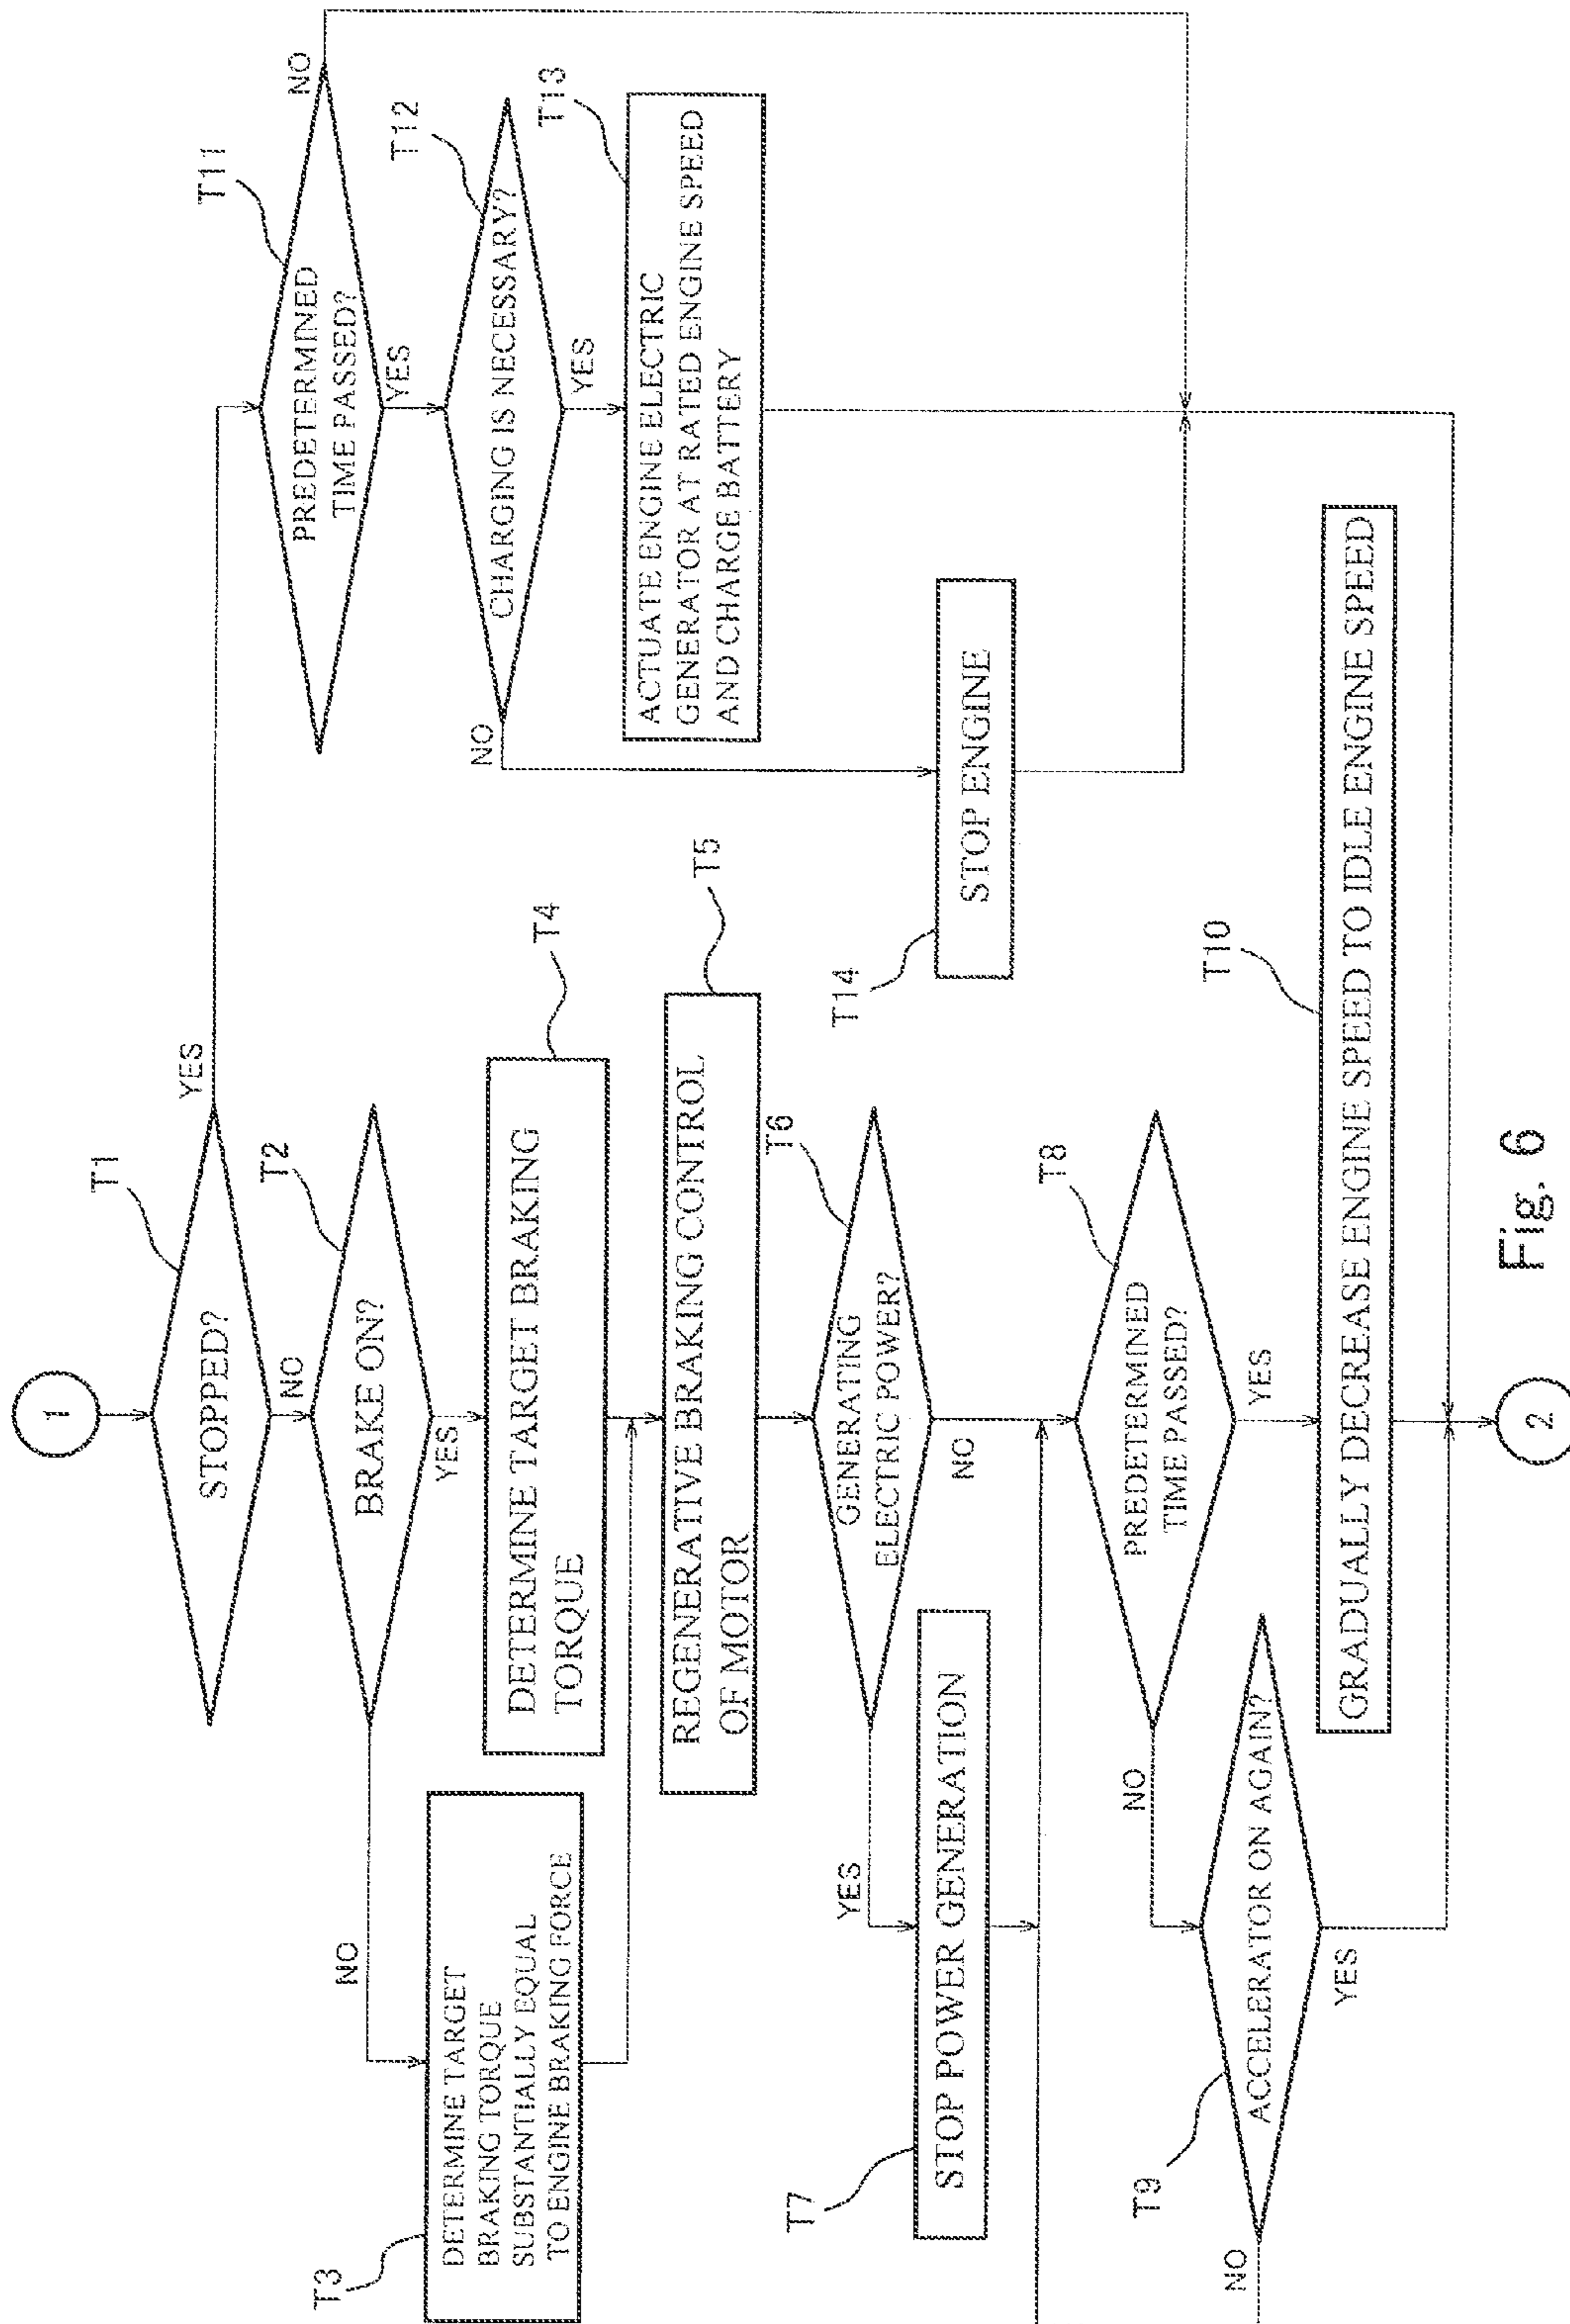 1
STOPPED?
T1
YES
NO
BRAKE ON?
T2
NO
YES
DETERMINE TARGET
BRAKING TORQUE
SUBSTANTIALLY EQUAL
TO ENGINE BRAKING FORCE
T3
DETERMINE TARGET BRAKING
TORQUE
T4
REGENERATIVE BRAKING CONTROL
OF MOTOR
T5
GENERATING
ELECTRIC POWER?
T6
YES
NO
STOP POWER GENERATION
T7
PREDETERMINED
TIME PASSED?
T8
NO
YES
ACCELERATOR ON AGAIN?
T9
NO
YES
GRADUALLY DECREASE ENGINE SPEED TO IDLE ENGINE SPEED
T10
PREDETERMINED
TIME PASSED?
T11
NO
YES
CHARGING IS NECESSARY?
T12
NO
YES
ACTUATE ENGINE ELECTRIC
GENERATOR AT RATED ENGINE SPEED
AND CHARGE BATTERY
T13
STOP ENGINE
T14
2
Fig. 6